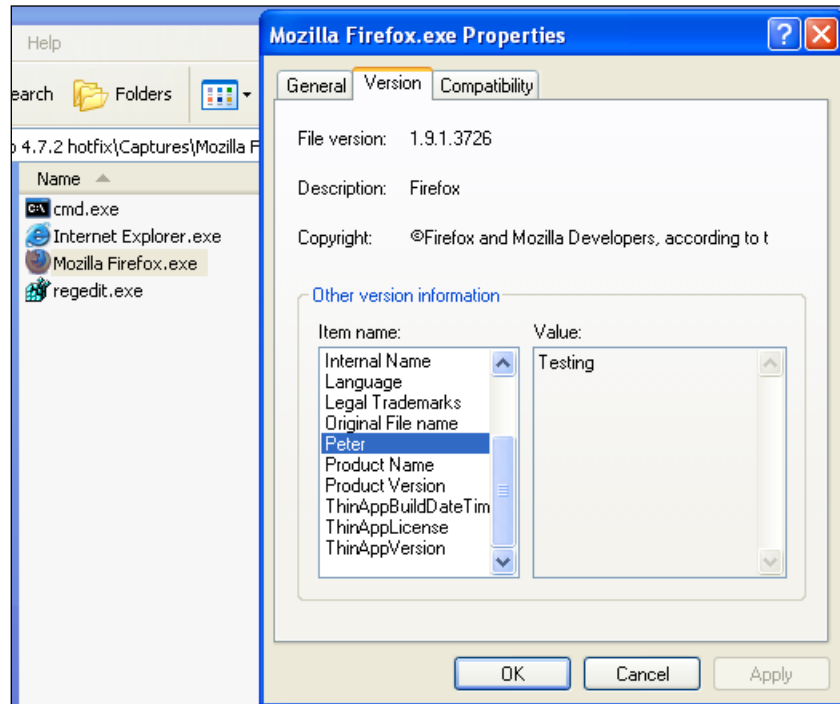 Help
earch Folders
o 4.7.2 hotfix\Captures\Mozilla F
Name
cmd.exe
Internet Explorer.exe
Mozilla Firefox.exe
regedit.exe
Mozilla Firefox.exe Properties
General Version Compatibility
File version: 1.9.1.3726
Description: Firefox
Copyright: ©Firefox and Mozilla Developers, according to t
Other version information
Item name: Value:
Internal Name
Language
Legal Trademarks
Original File name
Peter
Product Name
Product Version
ThinAppBuildDateTim
ThinAppLicense
ThinAppVersion
Testing
OK Cancel Apply